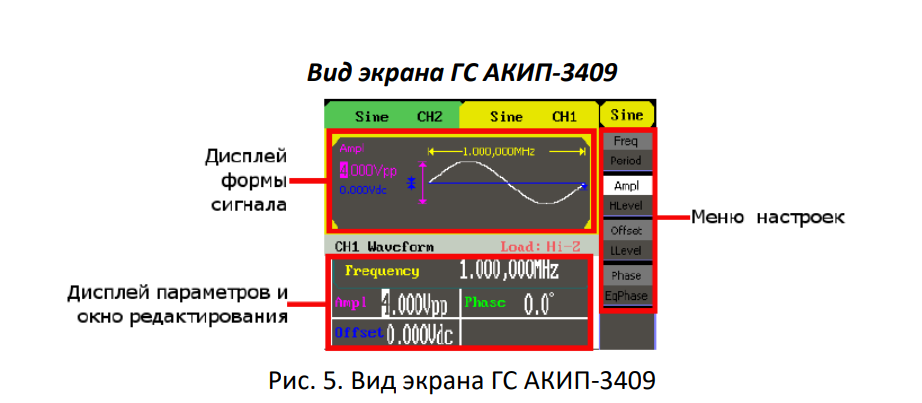 Вид экрана ГС АКИП-3409
Sine CH2 Sine CH1 Sine
Дисплей
формы
сигнала
Ampl
4.000Vpp
0.000Vdc
1.000,000MHz
Freq
Period
Ampl
HLevel
Offset
LLevel
Phase
EqPhase
Меню настроек
CH1 Waveform Load: Hi-Z
Дисплей параметров и
окно редактирования
Frequency 1.000,000MHz
Ampl 4.000Vpp Phase 0.0°
Offset 0.000Vdc
Рис. 5. Вид экрана ГС АКИП-3409